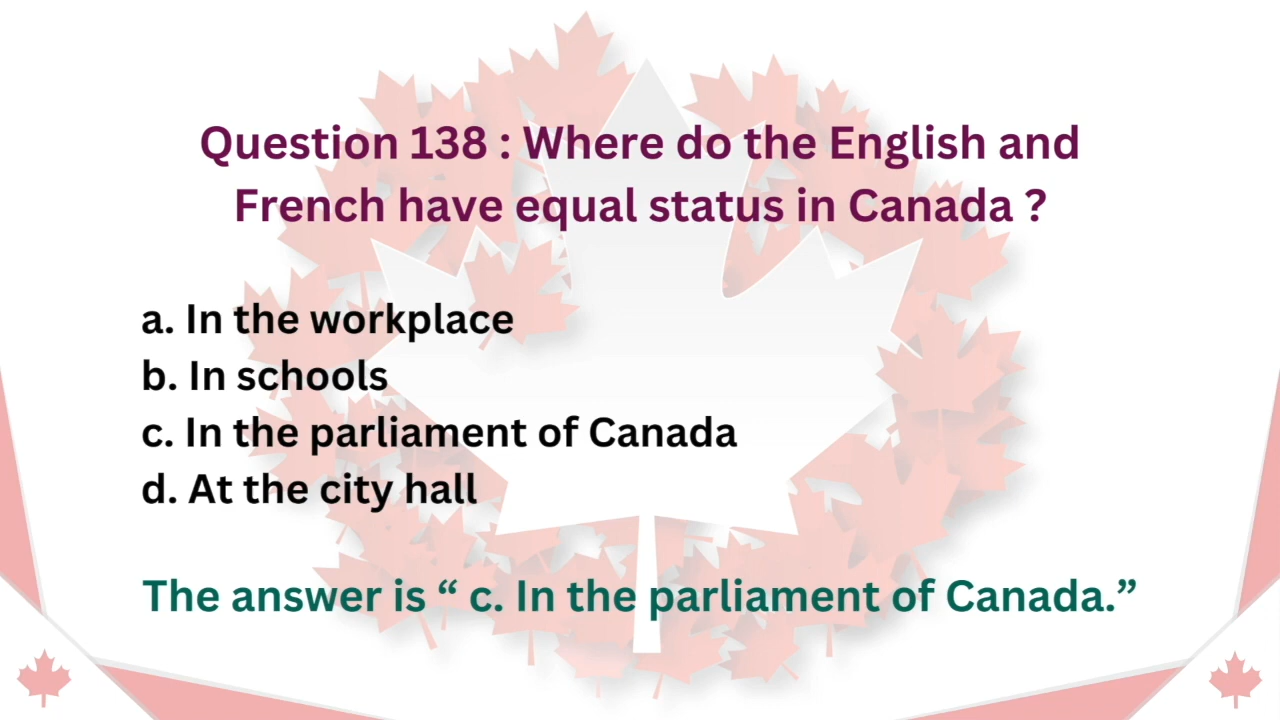 Question 138 : Where do the English and
French have equal status in Canada ?
a. In the workplace
b. In schools
c. In the parliament of Canada
d. At the city hall
The answer is “ c. In the parliament of Canada.”